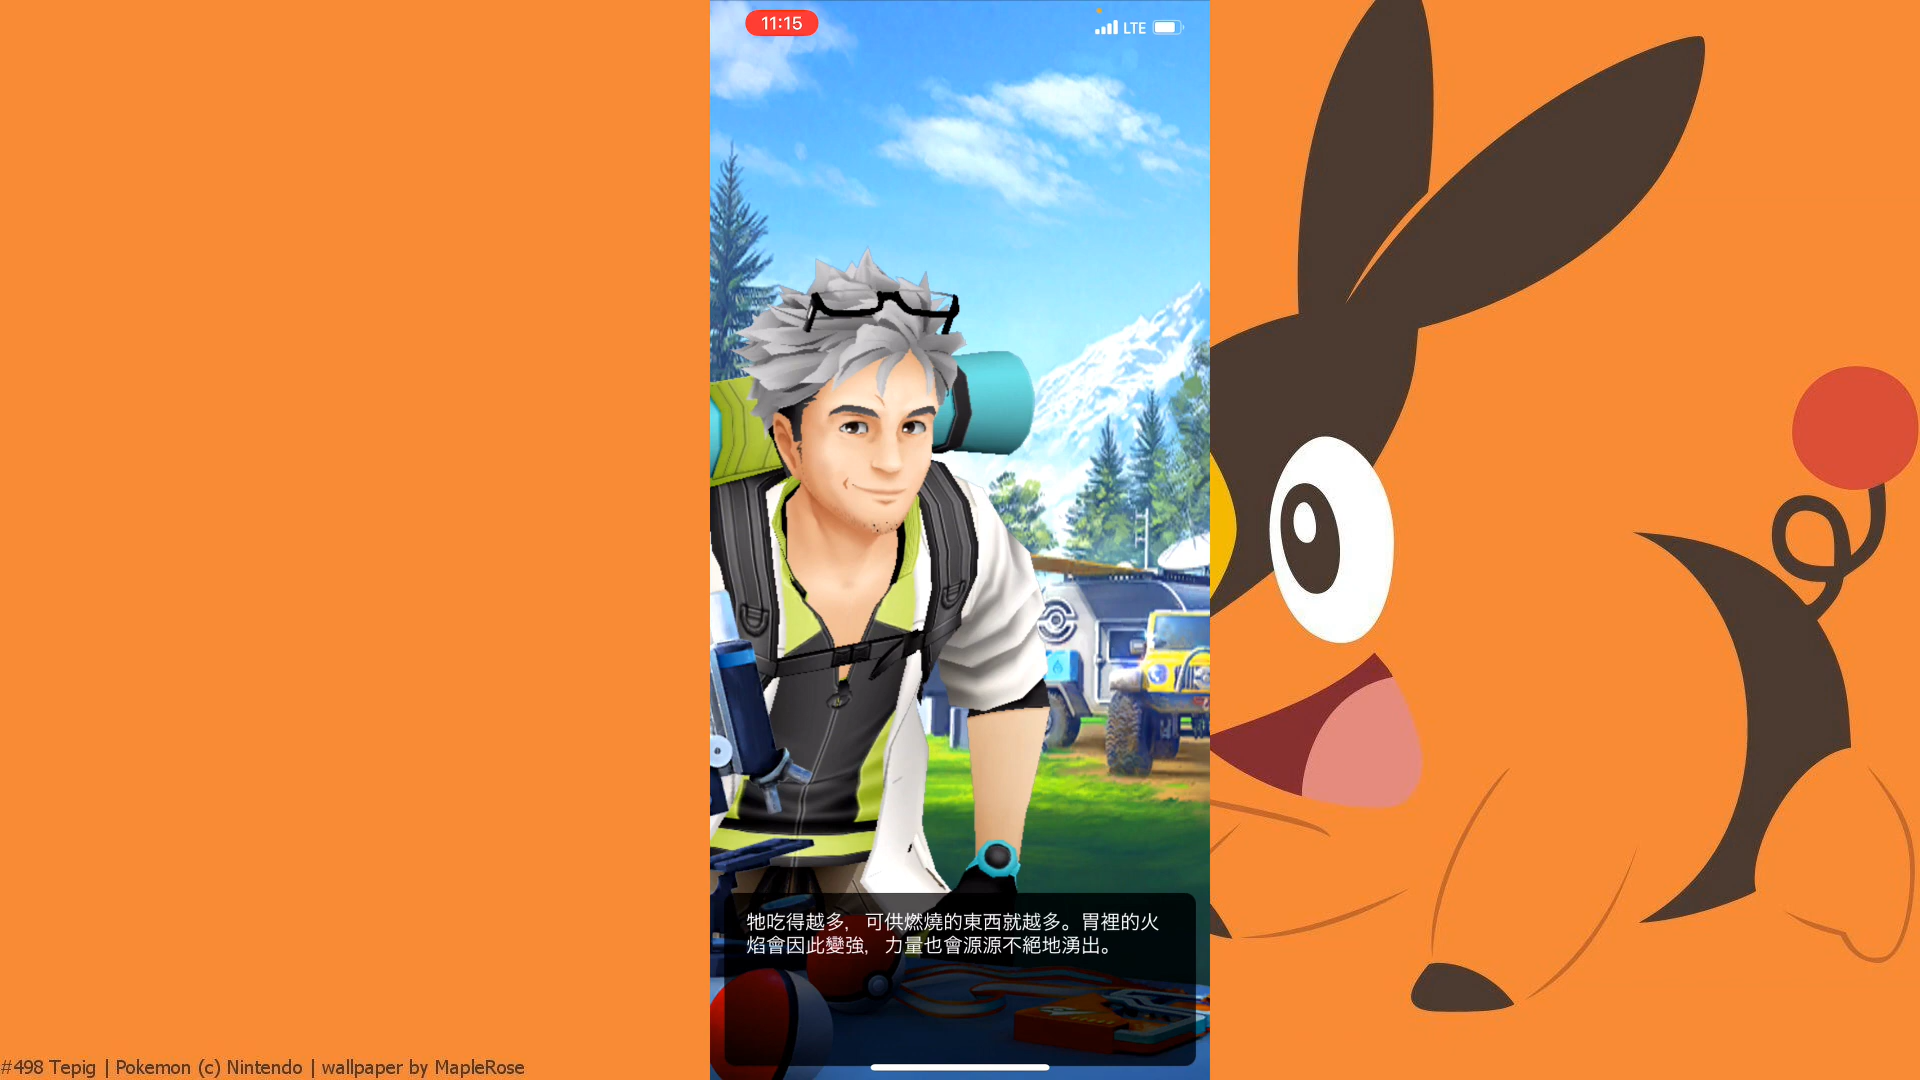 11:15
LTE
牠吃得越多，可供燃燒的東西就越多。胃裡的火
焰會因此變強，力量也會源源不絕地湧出。
#498 Tepig | Pokemon (c) Nintendo | wallpaper by MapleRose